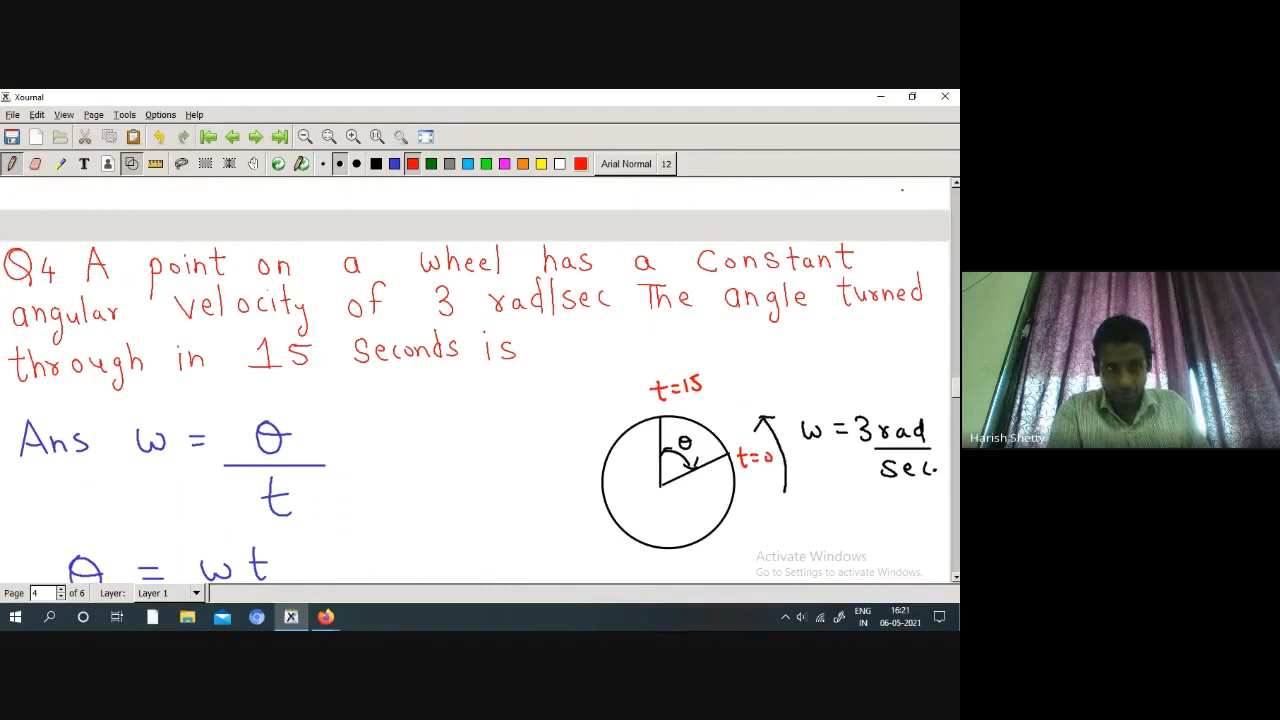 Xournal
File Edit View Page Tools Options Help
Arial Normal 12
Q4 A point on a wheel has a constant
angular velocity of 3 rad/sec The angle turned
through in 15 seconds is
t=15
θ
t=0
w = 3 rad
sec.
Ans w = θ
t
θ = wt
Harish Shetty
Activate Windows
Go to Settings to activate Windows.
Page 4 of 6 Layer: Layer 1
ENG
IN
16:21
06-05-2021